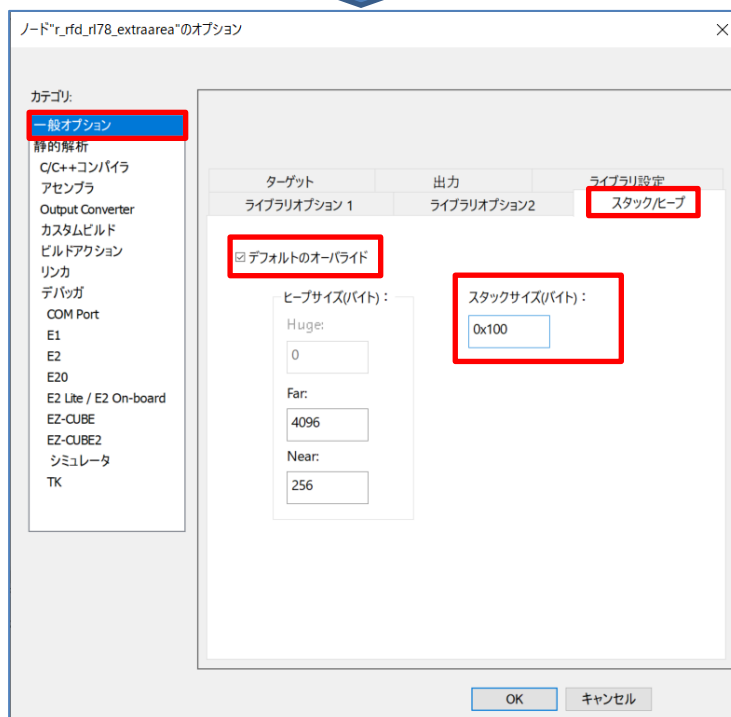 ノード"r_rfd_rl78_extraarea"のオプション
カテゴリ:
一般オプション
静的解析
C/C++コンパイラ
アセンブラ
Output Converter
カスタムビルド
ビルドアクション
リンカ
デバッガ
COM Port
E1
E2
E20
E2 Lite / E2 On-board
EZ-CUBE
EZ-CUBE2
シミュレータ
TK
ターゲット 出力 ライブラリ設定
ライブラリオプション 1 ライブラリオプション2 スタック/ヒープ
デフォルトのオーバライド
ヒープサイズ(バイト)：
Huge:
0
Far:
4096
Near:
256
スタックサイズ(バイト)：
0x100
OK キャンセル